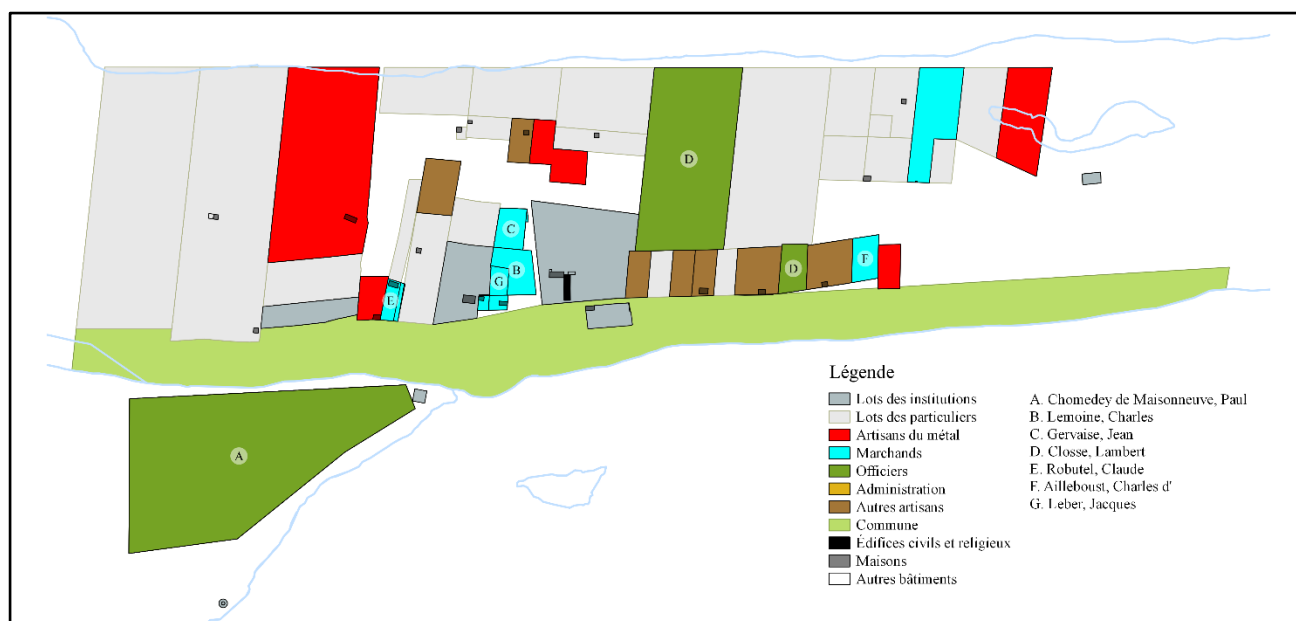 D
C
B
G
E
D
F
A
Légende
Lots des institutions
Lots des particuliers
Artisans du métal
Marchands
Officiers
Administration
Autres artisans
Commune
Édifices civils et religieux
Maisons
Autres bâtiments
A. Chomedey de Maisonneuve, Paul
B. Lemoine, Charles
C. Gervaise, Jean
D. Closse, Lambert
E. Robutel, Claude
F. Ailleboust, Charles d'
G. Leber, Jacques